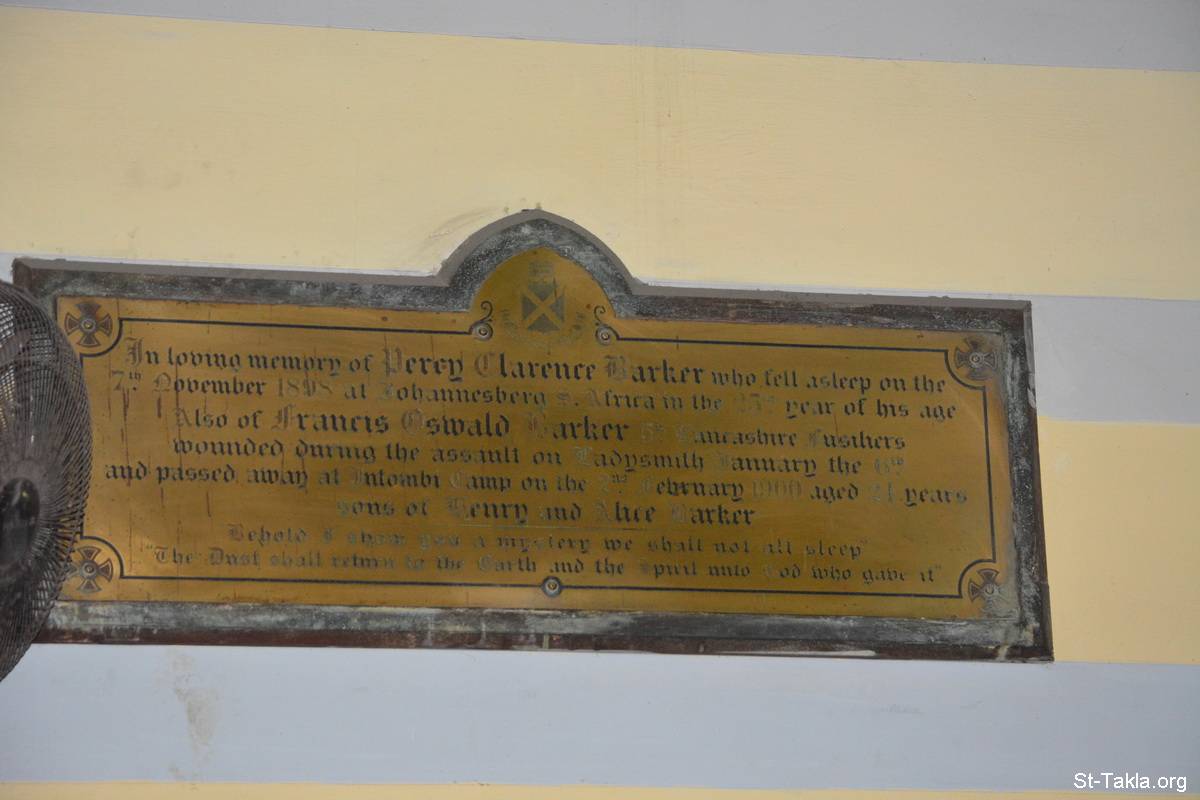 In loving memory of Percy Clarence Barker who fell asleep on the
7th November 1898 at Johannesberg S. Africa in the 25th year of his age
Also of Francis Oswald Barker 5th Lancashire Fusiliers
wounded during the assault on Ladysmith January the 6th
and passed away at Intombi Camp on the 2nd February 1900 aged 21 years
sons of Henry and Alice Barker
Behold I show you a mystery we shall not all sleep"
"The Dust shall return to the Earth and the Spirit unto God who gave it"
St-Takla.org